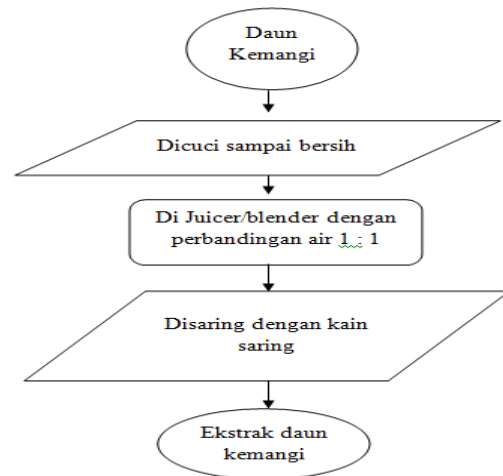 Daun
Kemangi
Dicuci sampai bersih
Di Juicer/blender dengan
perbandingan air 1 : 1
Disaring dengan kain
saring
Ekstrak daun
kemangi